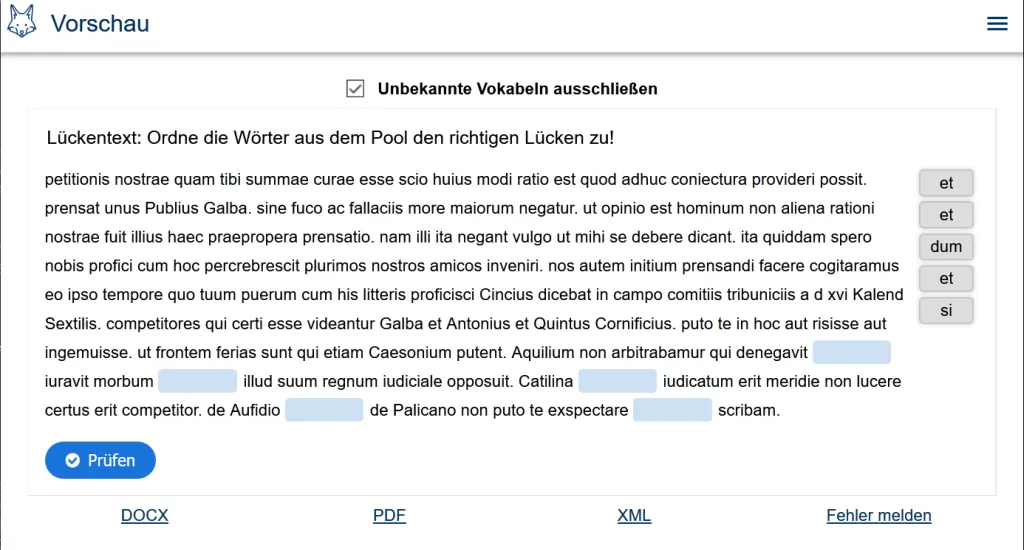 Vorschau
Unbekannte Vokabeln ausschließen
Lückentext: Ordne die Wörter aus dem Pool den richtigen Lücken zu!
petitionis nostrae quam tibi summae curae esse scio huius modi ratio est quod adhuc coniectura provideri possit.
prensat unus Publius Galba. sine fuco ac fallaciis more maiorum negatur. ut opinio est hominum non aliena rationi
nostrae fuit illius haec praepropera prensatio. nam illi ita negant vulgo ut mihi se debere dicant. ita quiddam spero
nobis profici cum hoc percrebrescit plurimos nostros amicos inveniri. nos autem initium prensandi facere cogitaramus
eo ipso tempore quo tuum puerum cum his litteris proficisci Cincius dicebat in campo comitiis tribuniciis a d xvi Kalend
Sextilis. competitores qui certi esse videantur Galba et Antonius et Quintus Cornificius. puto te in hoc aut risisse aut
ingemuisse. ut frontem ferias sunt qui etiam Caesonium putent. Aquilium non arbitrabamur qui denegavit
iuravit morbum illud suum regnum iudiciale opposuit. Catilina iudicatum erit meridie non lucere
certus erit competitor. de Aufidio de Palicano non puto te exspectare scribam.
et
et
dum
et
si
Prüfen
DOCX PDF XML Fehler melden